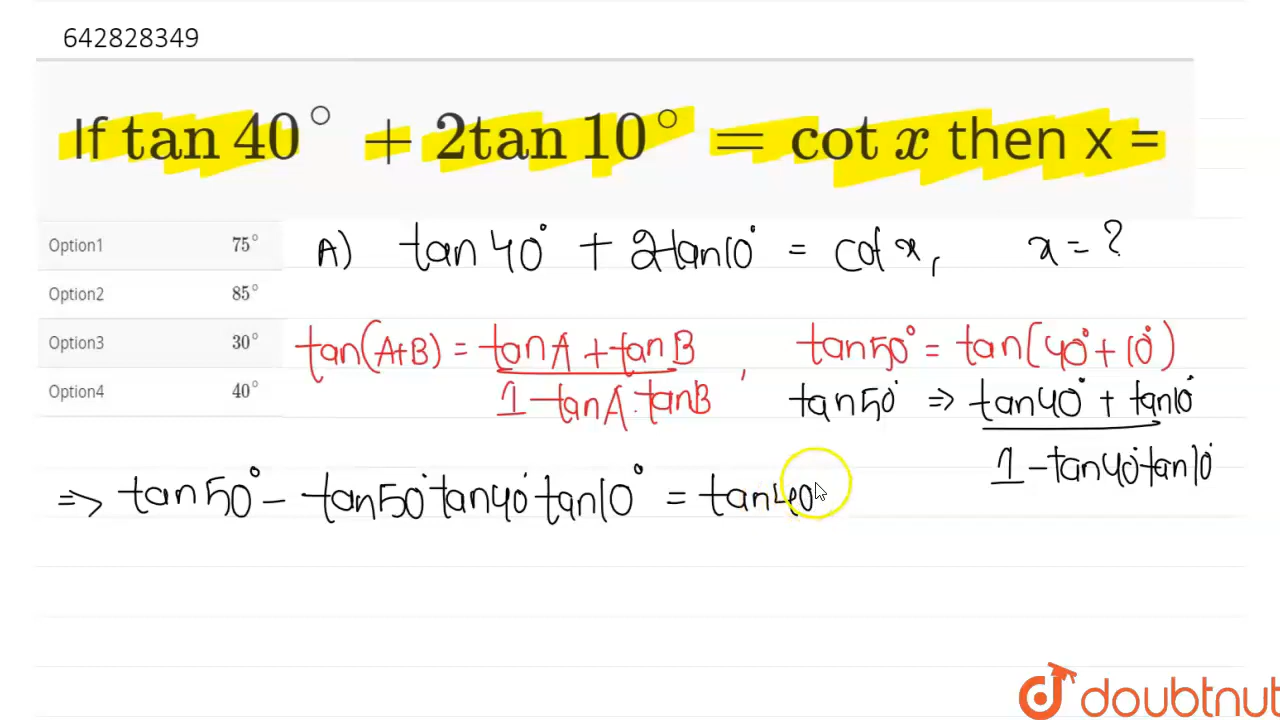 642828349
If tan 40° + 2tan 10° = cot x then x =
Option1 75°
Option2 85°
Option3 30°
Option4 40°
A) tan 40° + 2tan10° = cot x, x = ?
tan(A+B) = tanA + tanB / 1 - tanA . tanB , tan50° = tan(40° + 10°)
tan50° ⇒ tan40° + tan10° / 1 - tan40° tan10°
⇒ tan50° - tan50° tan40° tan10° = tan40°
doubtnut